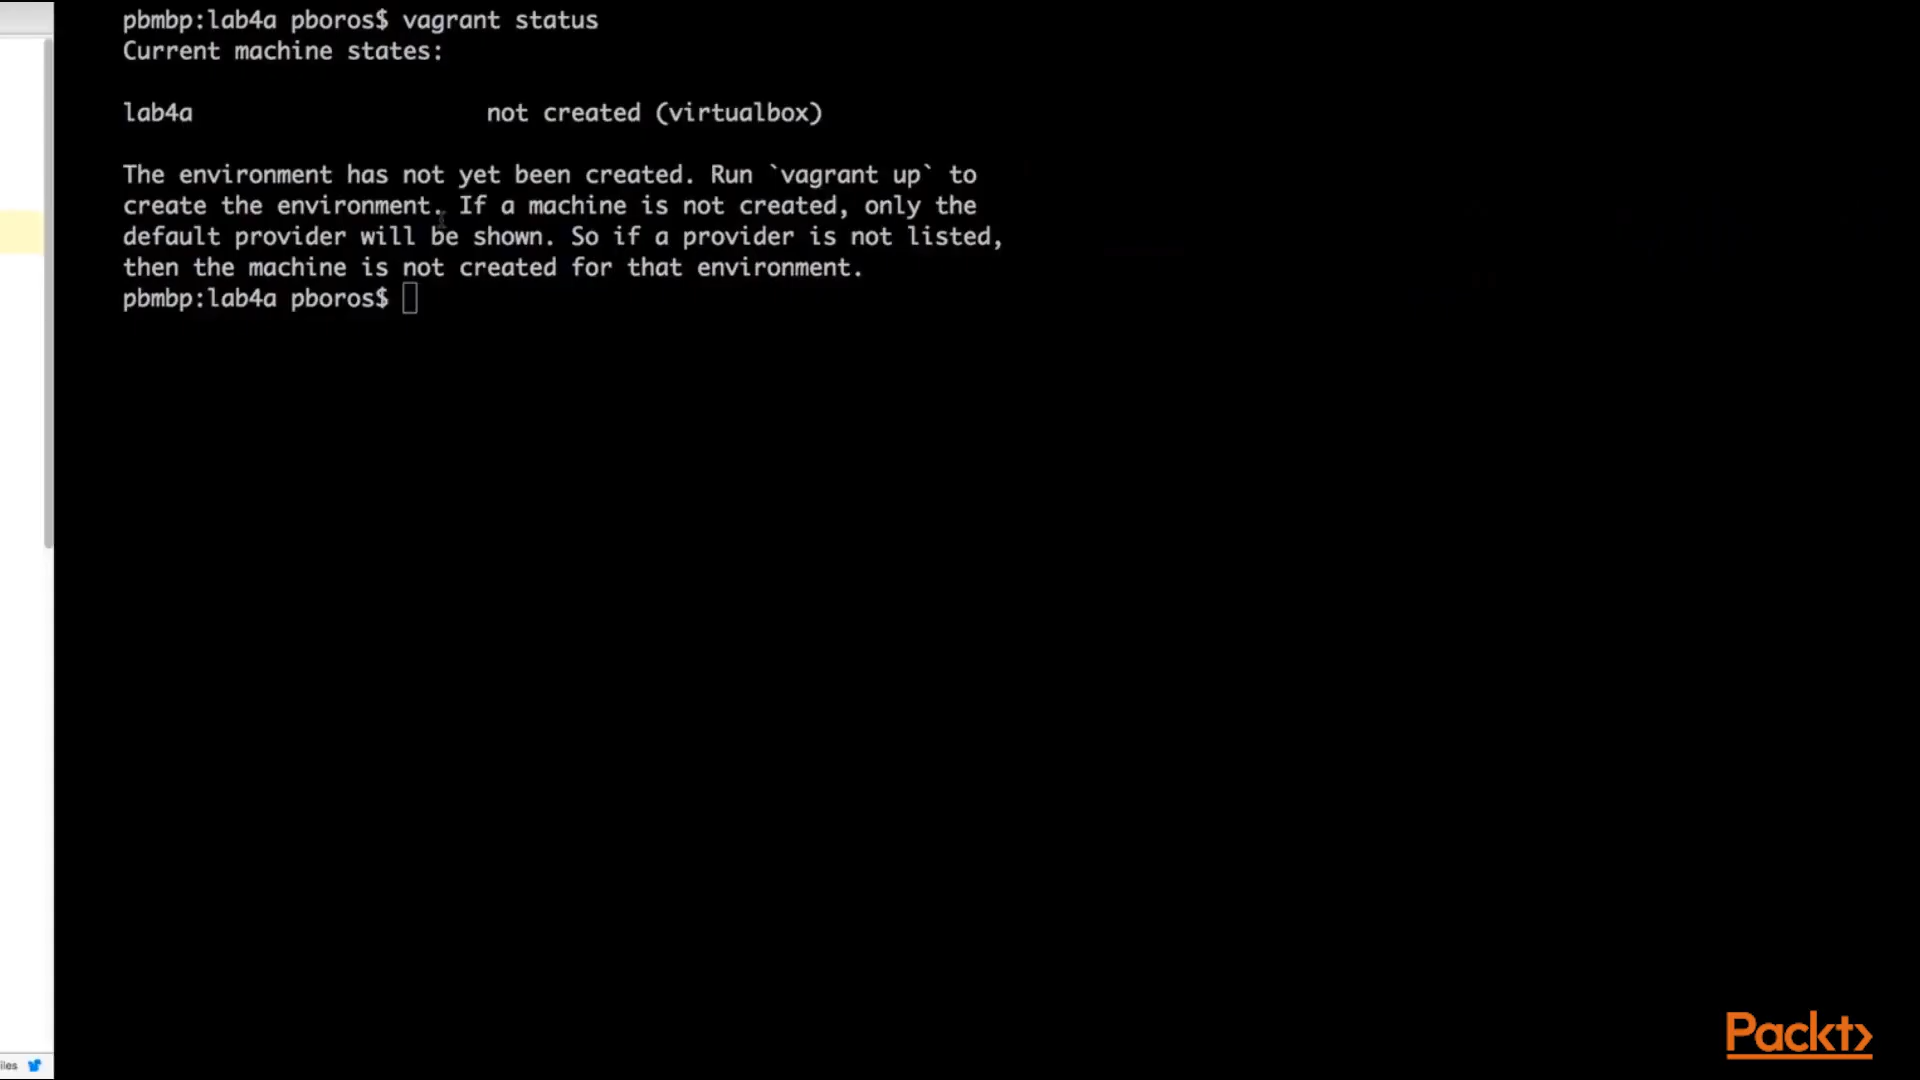 pbmbp:lab4a pboros$ vagrant status
Current machine states:
lab4a                     not created (virtualbox)
The environment has not yet been created. Run `vagrant up` to
create the environment. If a machine is not created, only the
default provider will be shown. So if a provider is not listed,
then the machine is not created for that environment.
pbmbp:lab4a pboros$
iles
Packt>